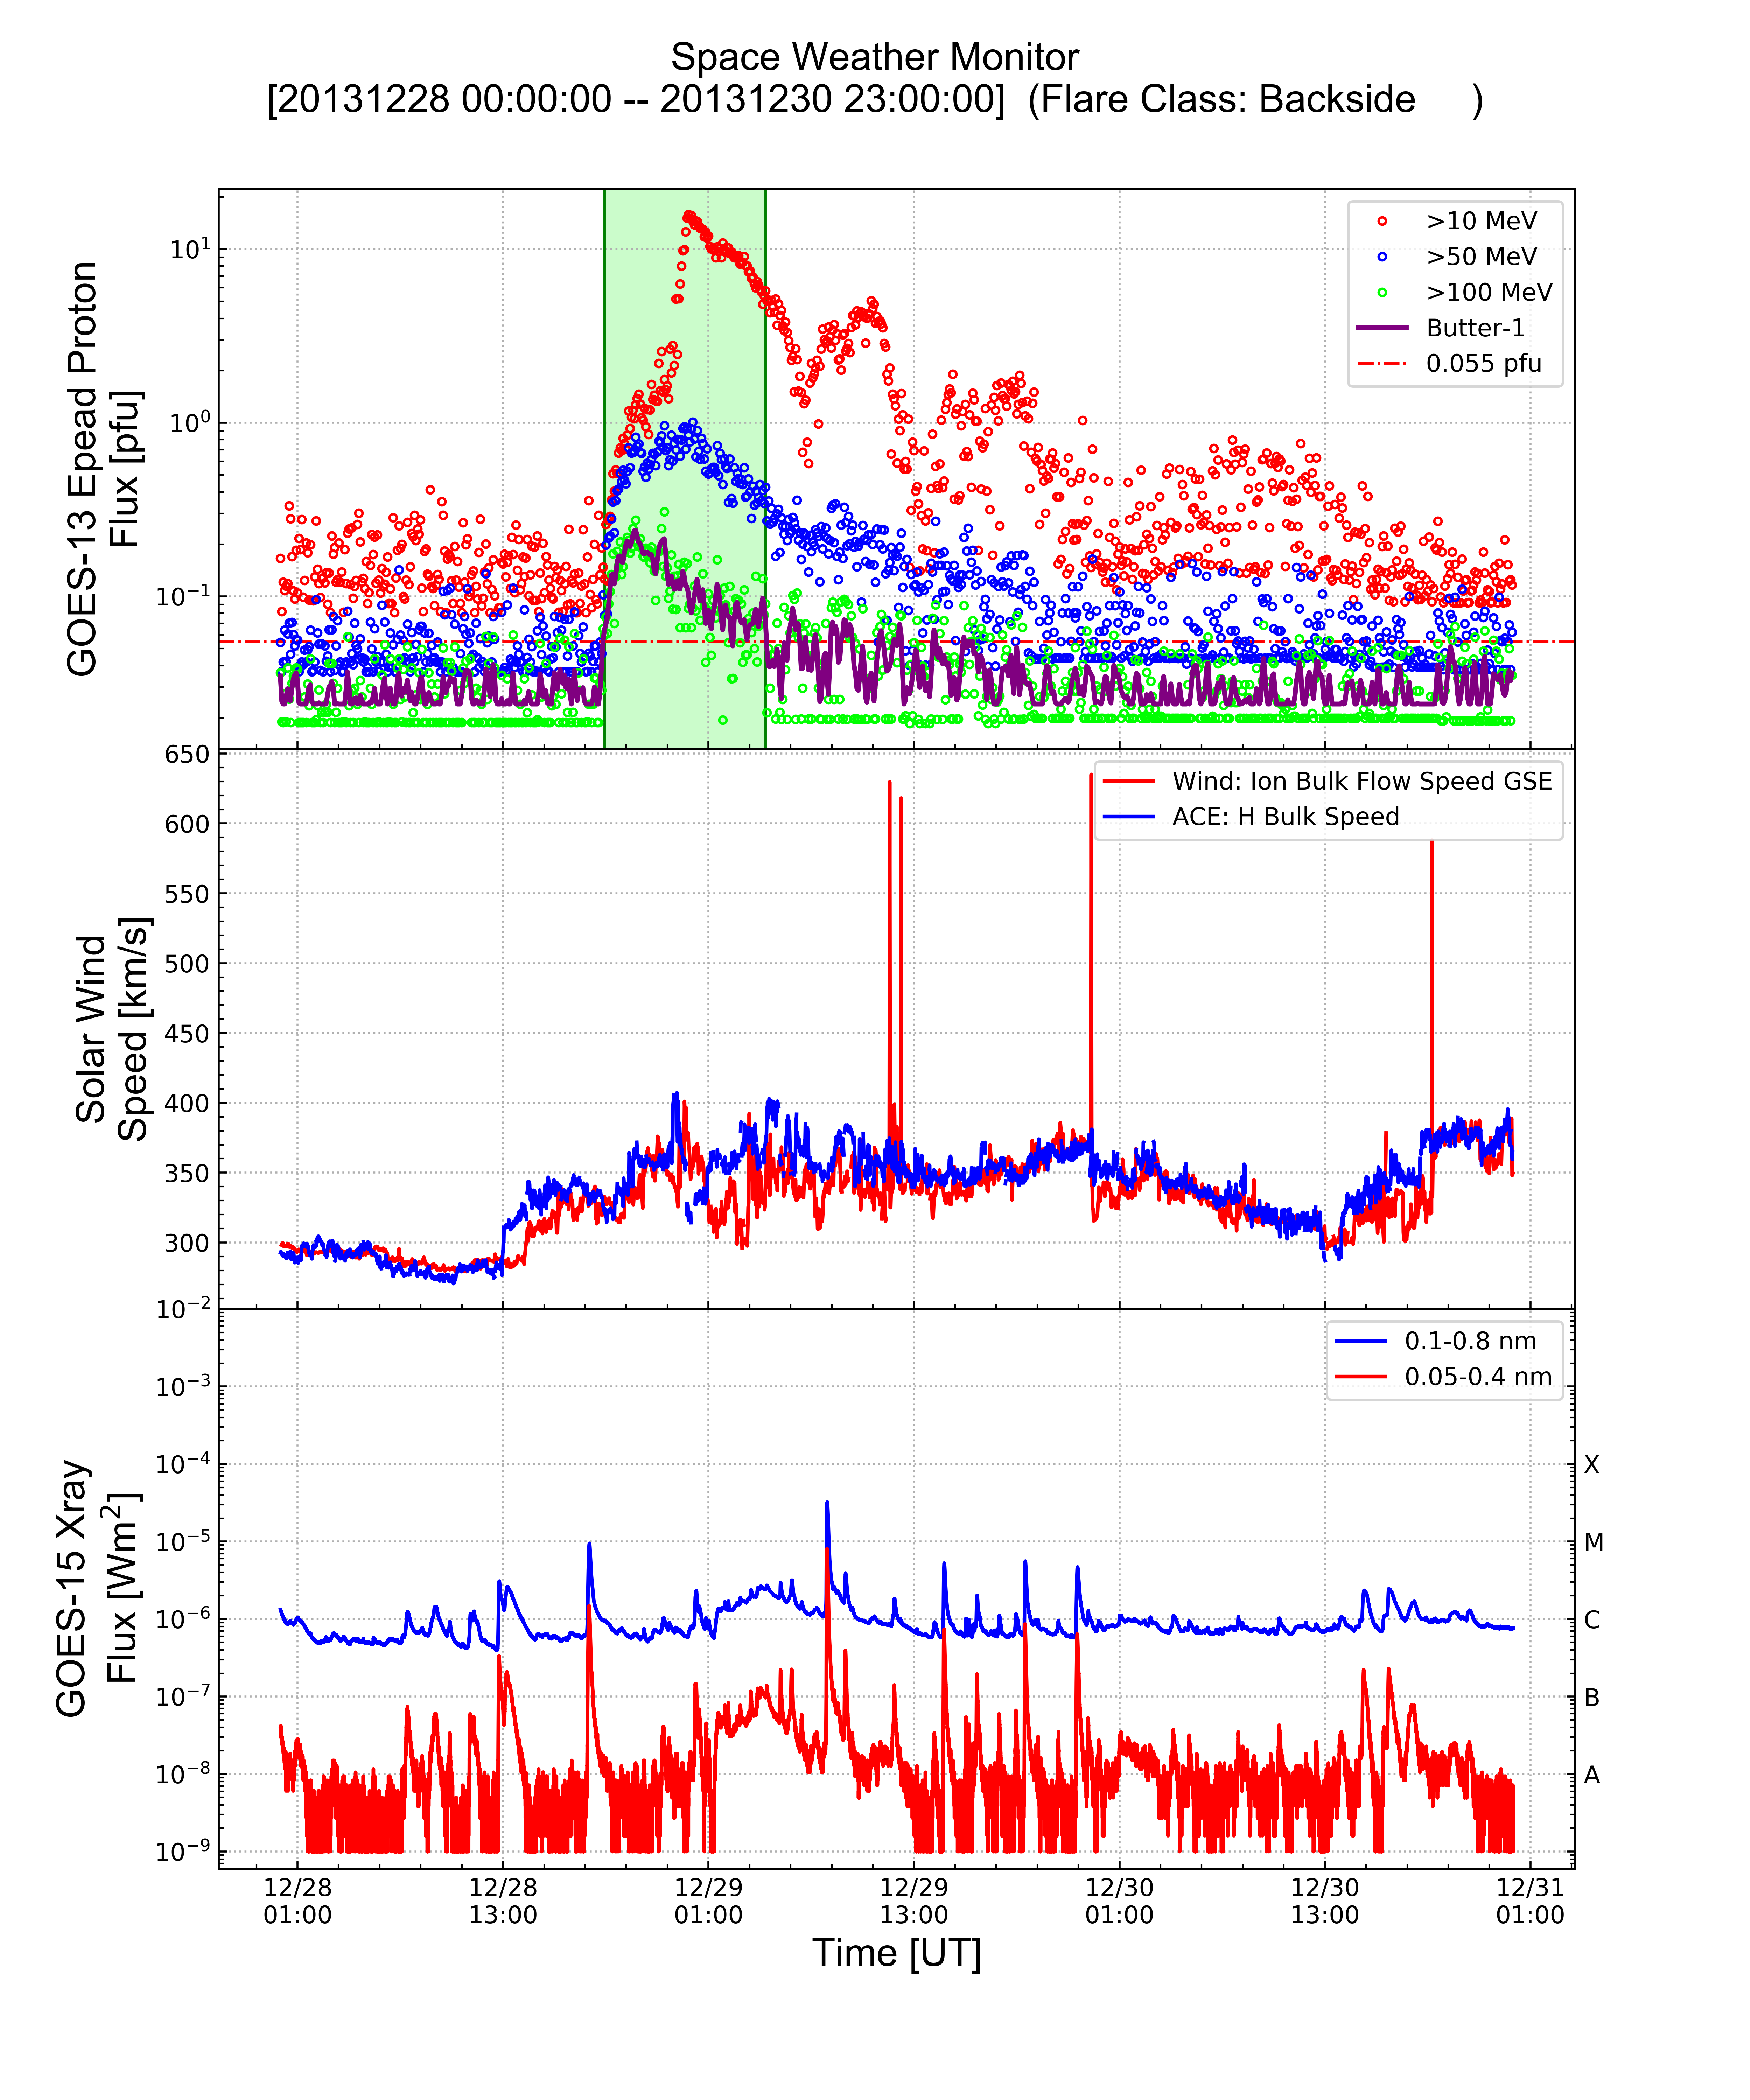 Space Weather Monitor
[20131228 00:00:00 -- 20131230 23:00:00] (Flare Class: Backside )
GOES-13 Epead Proton
Flux [pfu]
10¹
10⁰
10⁻¹
>10 MeV
>50 MeV
>100 MeV
Butter-1
0.055 pfu
Solar Wind
Speed [km/s]
650
600
550
500
450
400
350
300
Wind: Ion Bulk Flow Speed GSE
ACE: H Bulk Speed
GOES-15 Xray
Flux [Wm²]
10⁻²
10⁻³
10⁻⁴
10⁻⁵
10⁻⁶
10⁻⁷
10⁻⁸
10⁻⁹
0.1-0.8 nm
0.05-0.4 nm
X
M
C
B
A
12/28 12/28 12/29 12/29 12/30 12/30 12/31
01:00 13:00 01:00 13:00 01:00 13:00 01:00
Time [UT]